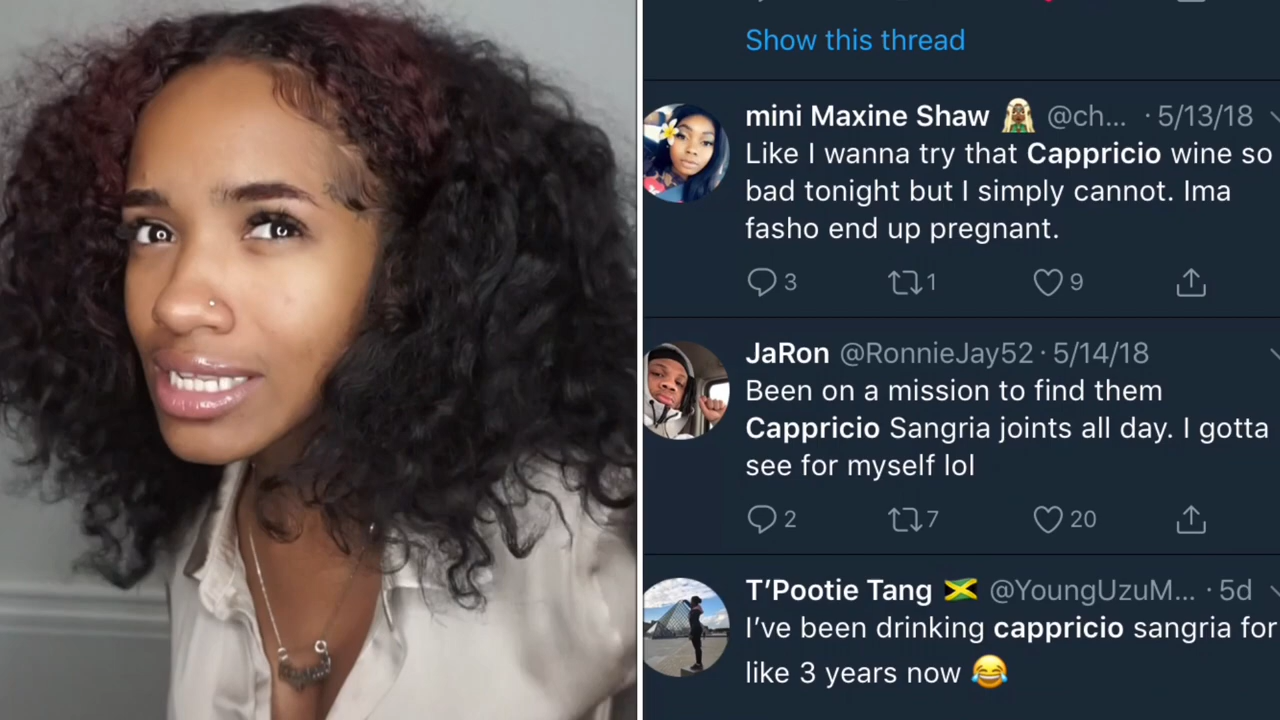 Show this thread
mini Maxine Shaw @ch... · 5/13/18
Like I wanna try that Cappricio wine so
bad tonight but I simply cannot. Ima
fasho end up pregnant.
3 1 9
JaRon @RonnieJay52 · 5/14/18
Been on a mission to find them
Cappricio Sangria joints all day. I gotta
see for myself lol
2 7 20
T'Pootie Tang 🇯🇲 @YoungUzuM... · 5d
I've been drinking cappricio sangria for
like 3 years now 😂